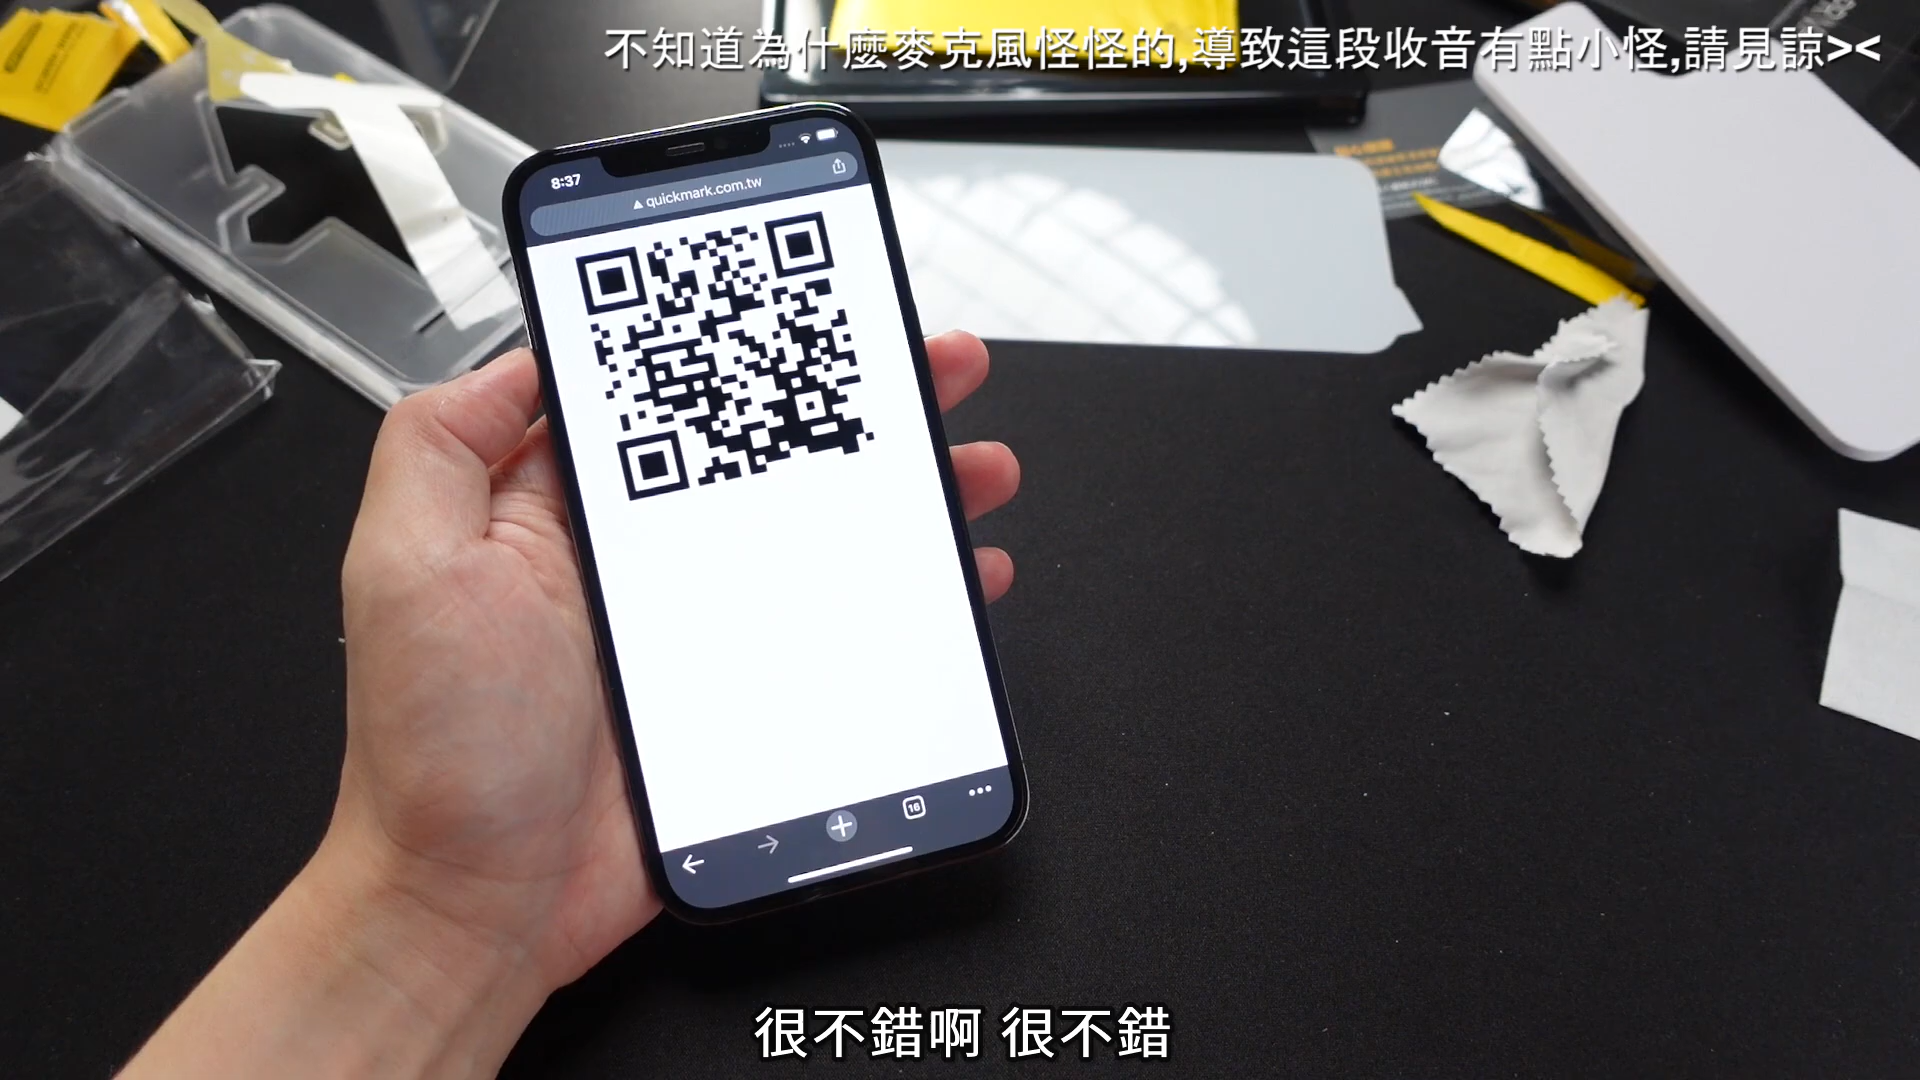 不知道為什麼麥克風怪怪的,導致這段收音有點小怪,請見諒><
8:37
quickmark.com.tw
16
很不錯啊 很不錯